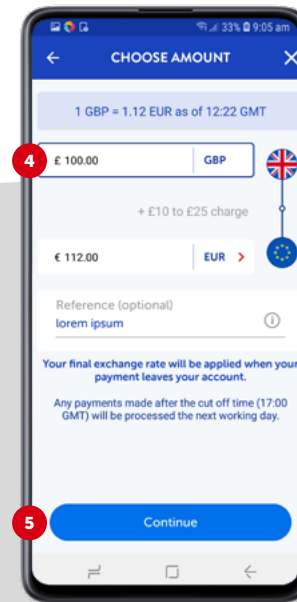 33% 9:05 am
CHOOSE AMOUNT
1 GBP = 1.12 EUR as of 12:22 GMT
4
£ 100.00 GBP
+ £10 to £25 charge
€ 112.00 EUR >
Reference (optional)
lorem ipsum
Your final exchange rate will be applied when your
payment leaves your account.
Any payments made after the cut off time (17:00
GMT) will be processed the next working day.
5
Continue